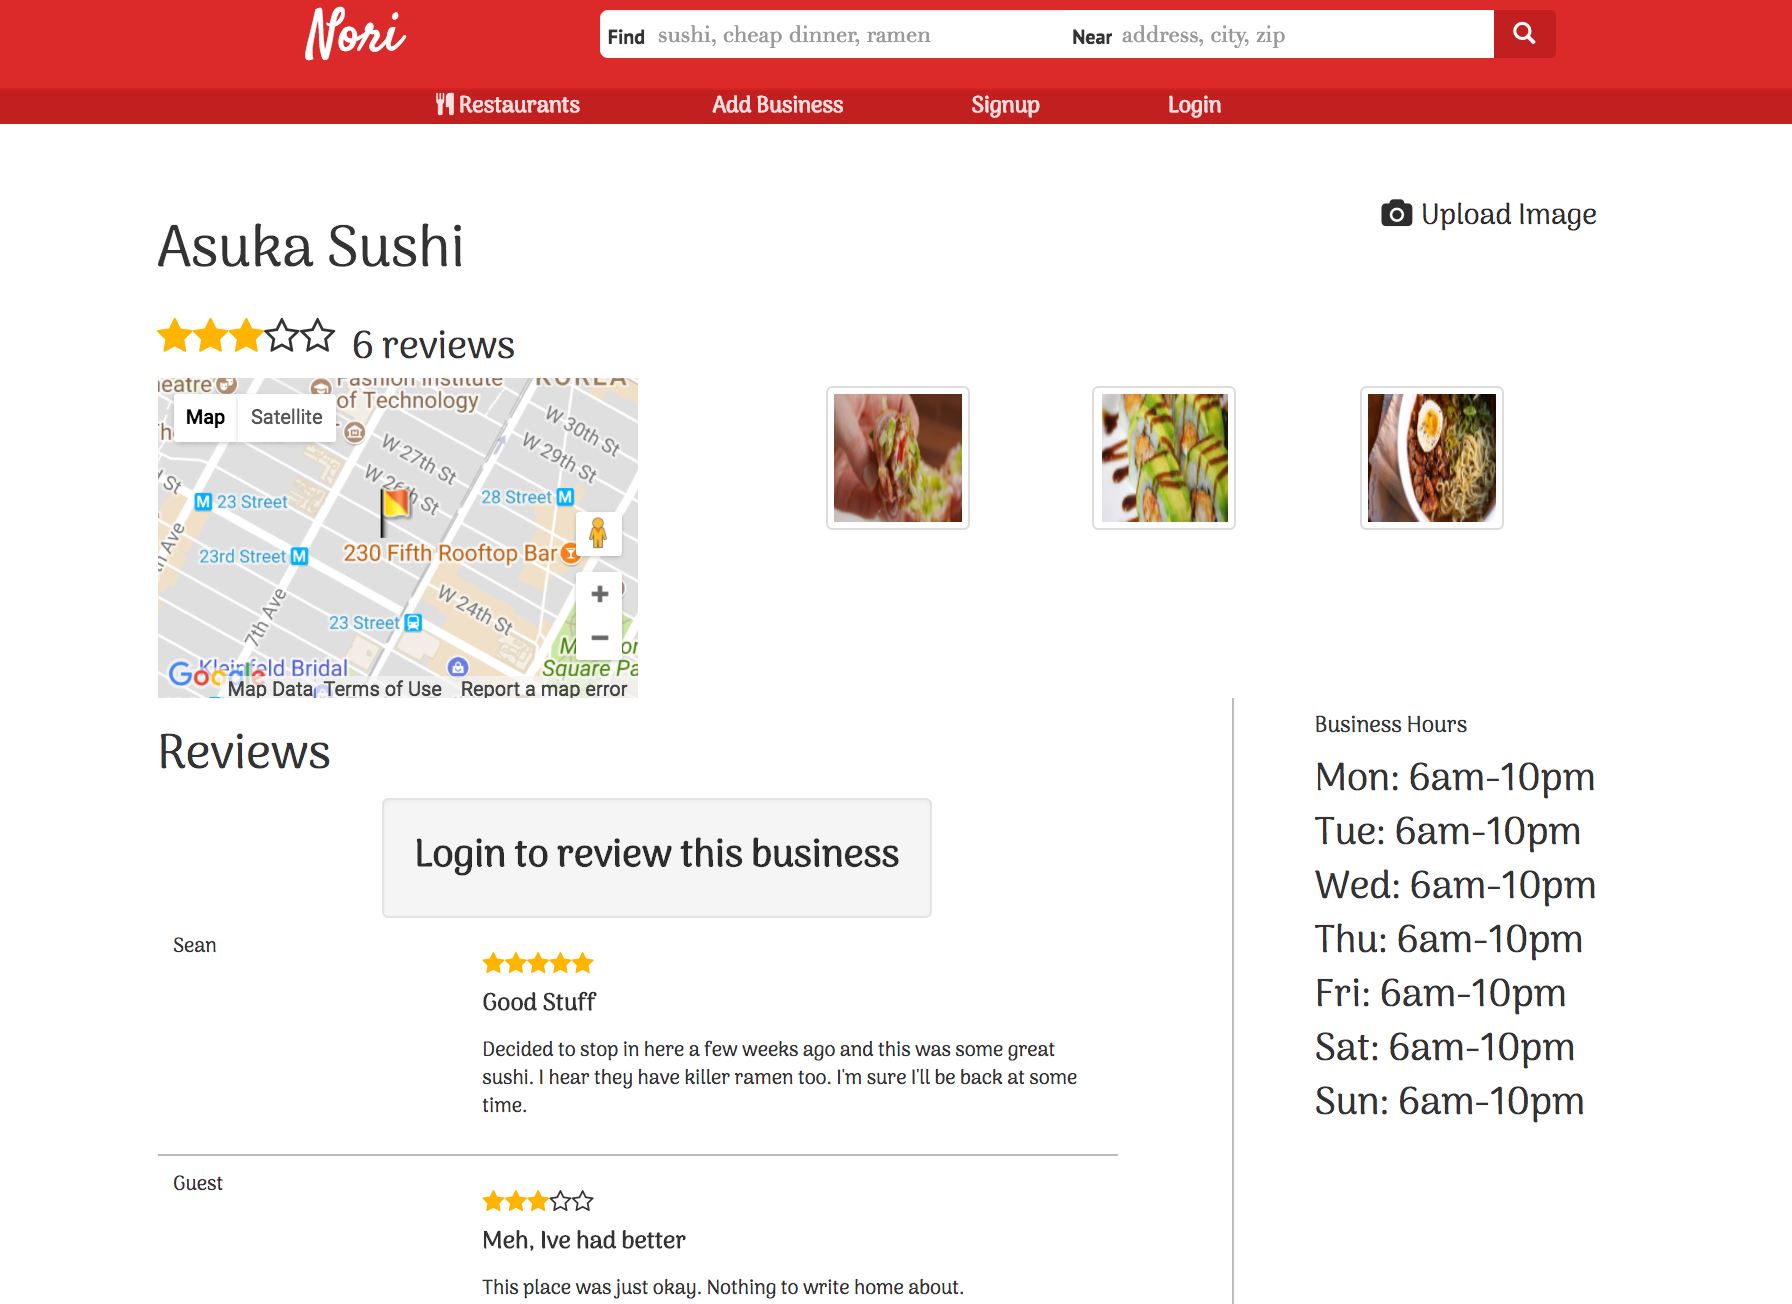 Nori
Find sushi, cheap dinner, ramen Near address, city, zip
Restaurants Add Business Signup Login
Upload Image
Asuka Sushi
6 reviews
eatre
Fashion Institute
of Technology
KOREA
Map Satellite
W 30th St
W 29th St
W 27th St
W 26th St
St
23 Street
28 Street
Ave
23rd Street
230 Fifth Rooftop Bar
W 24th St
7th Ave
23 Street
Kleinfeld Bridal
Square Pa
Google
Map Data Terms of Use Report a map error
Reviews
Login to review this business
Sean
Good Stuff
Decided to stop in here a few weeks ago and this was some great
sushi. I hear they have killer ramen too. I'm sure I'll be back at some
time.
Guest
Meh, Ive had better
This place was just okay. Nothing to write home about.
Business Hours
Mon: 6am-10pm
Tue: 6am-10pm
Wed: 6am-10pm
Thu: 6am-10pm
Fri: 6am-10pm
Sat: 6am-10pm
Sun: 6am-10pm